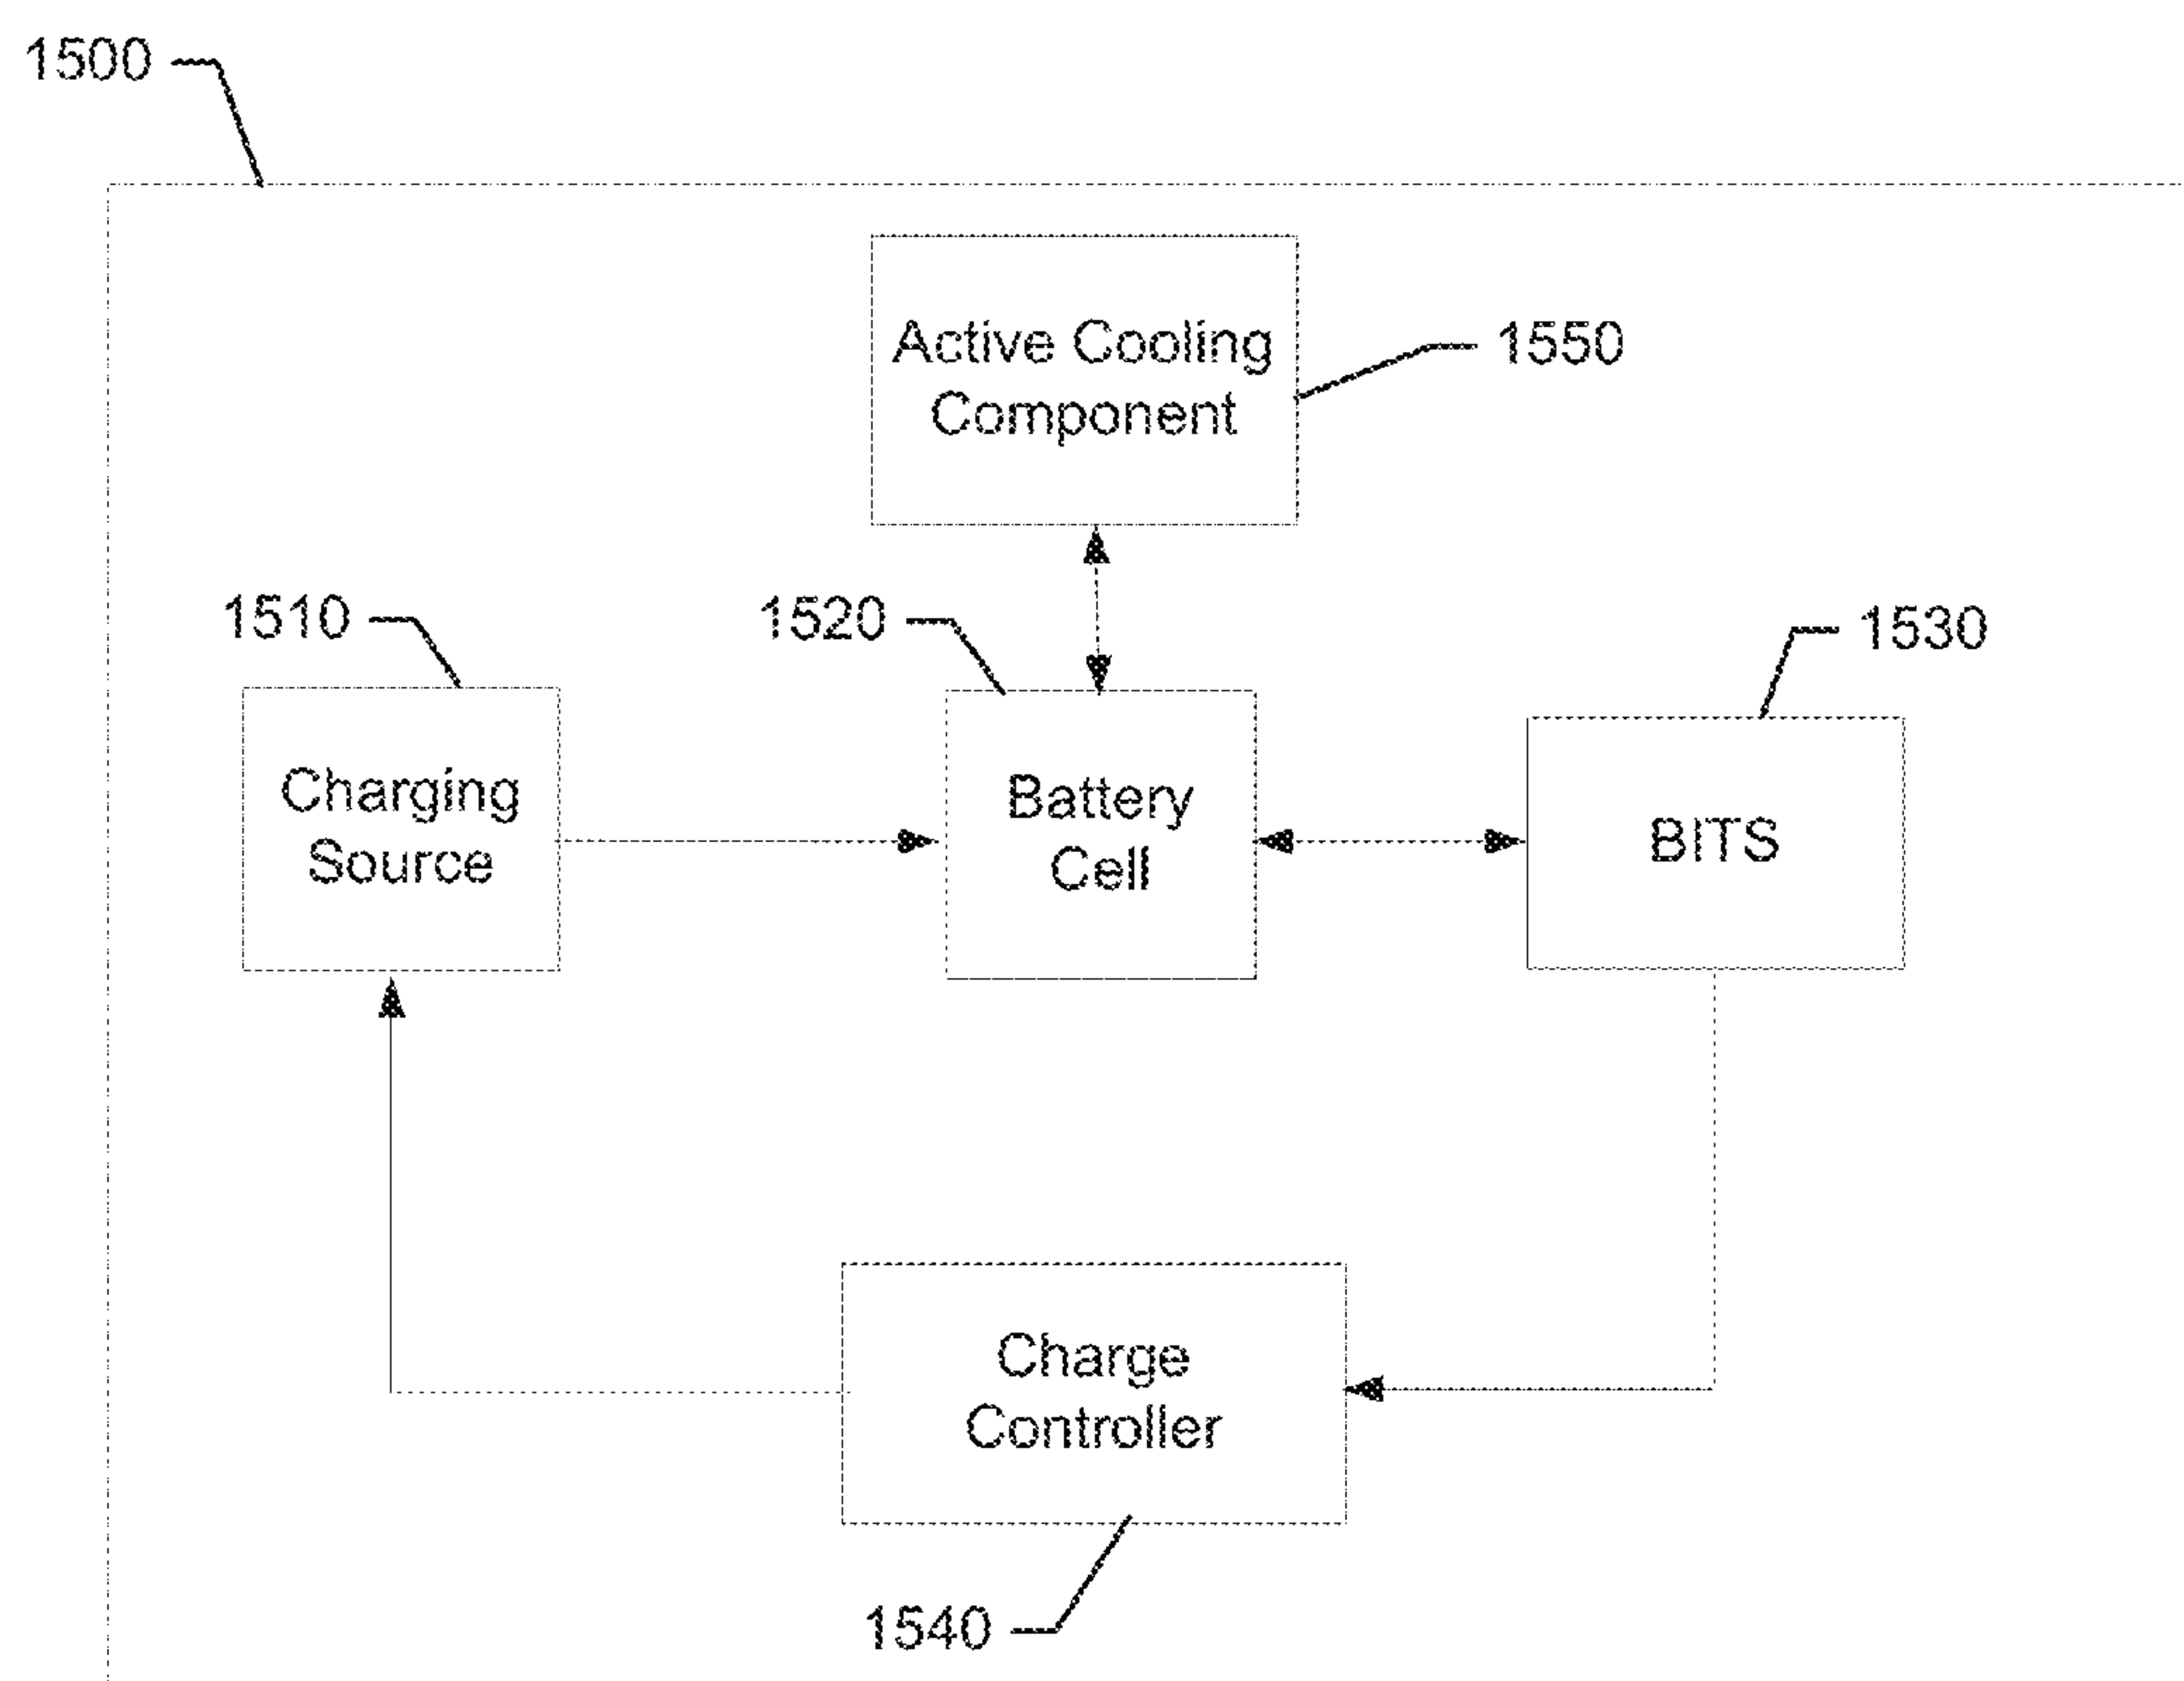 1500
Active Cooling
Component
1550
1510
1520
1530
Charging
Source
Battery
Cell
BITS
Charge
Controller
1540